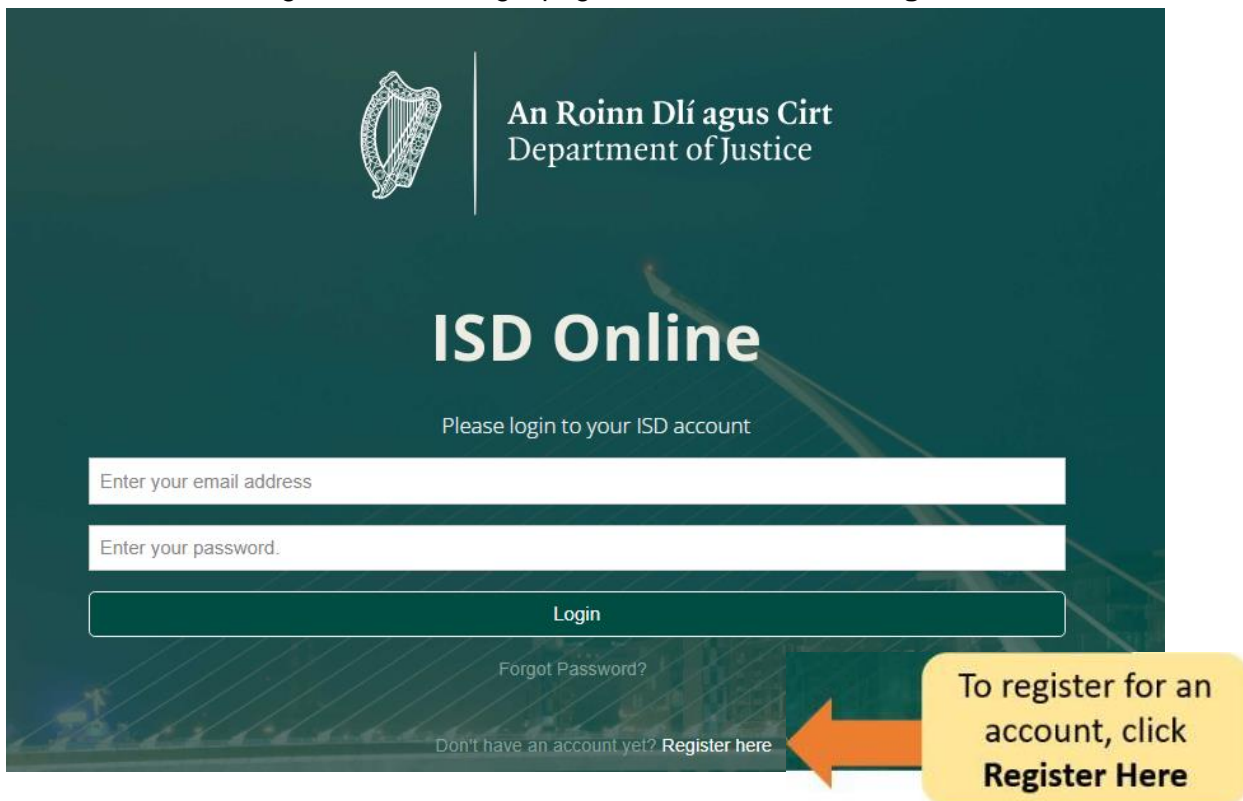 An Roinn Dlí agus Cirt
Department of Justice
ISD Online
Please login to your ISD account
Enter your email address
Enter your password.
Login
Forgot Password?
Don't have an account yet? Register here
To register for an
account, click
Register Here